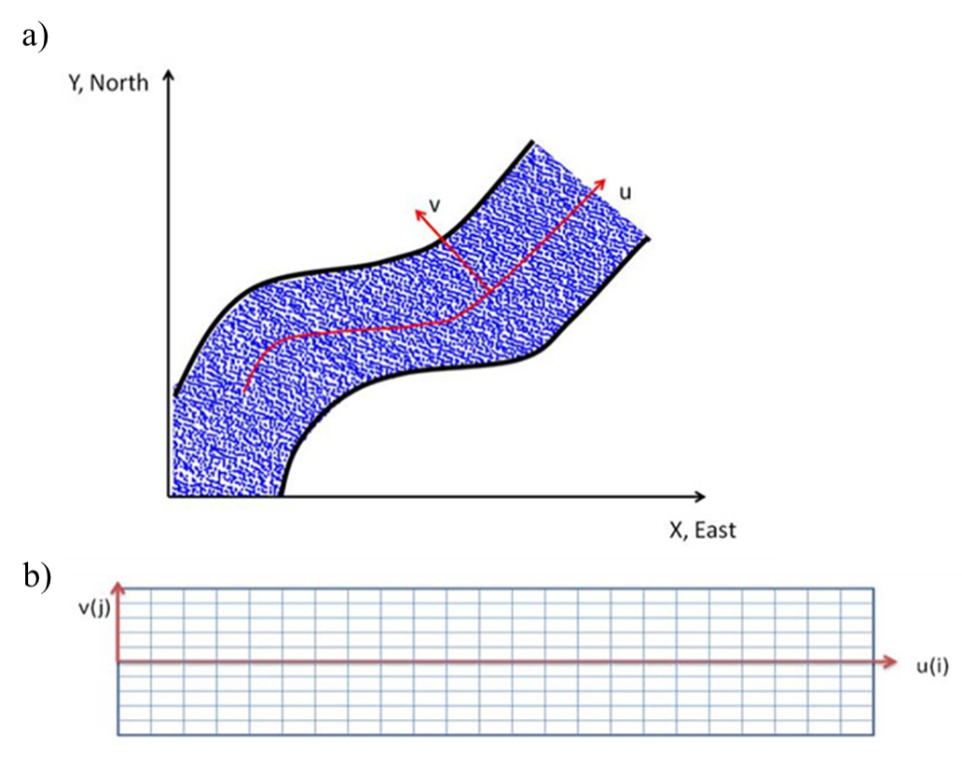 a)
Y, North
v
u
X, East
b)
v(j)
u(i)